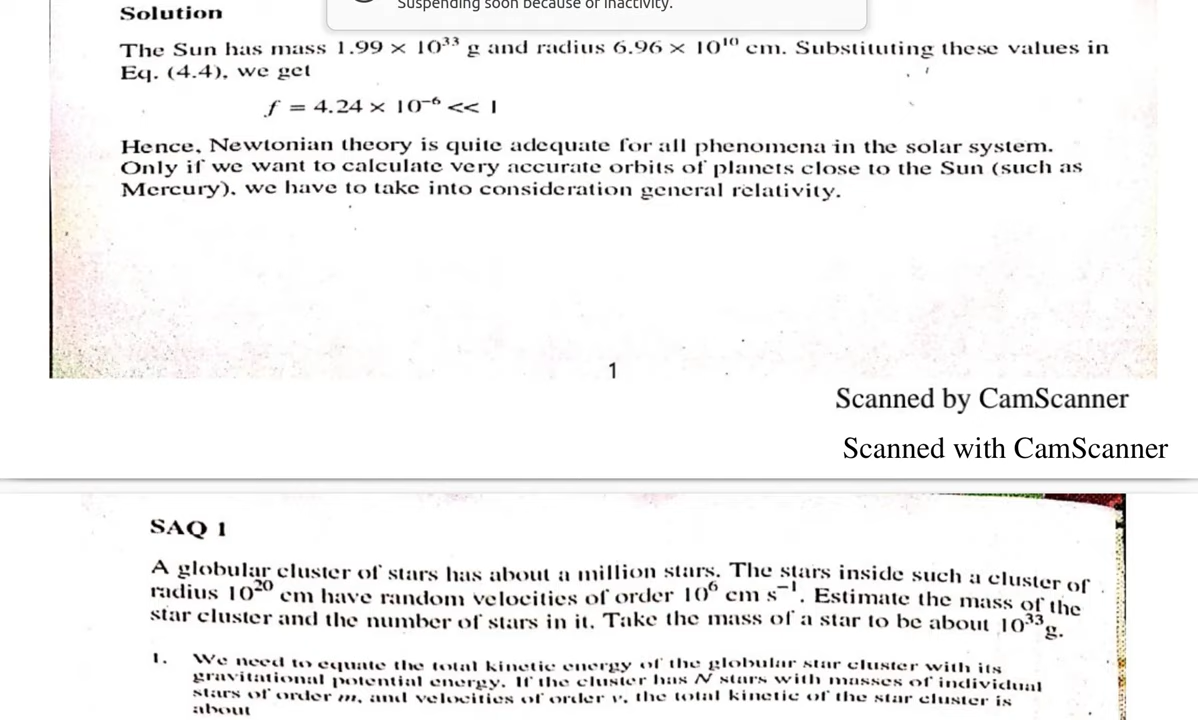 Suspending soon because of inactivity.
Solution
The Sun has mass 1.99 × 10³³ g and radius 6.96 × 10¹⁰ cm. Substituting these values in
Eq. (4.4), we get
f = 4.24 × 10⁻⁶ << 1
Hence, Newtonian theory is quite adequate for all phenomena in the solar system.
Only if we want to calculate very accurate orbits of planets close to the Sun (such as
Mercury), we have to take into consideration general relativity.
1
Scanned by CamScanner
Scanned with CamScanner
SAQ 1
A globular cluster of stars has about a million stars. The stars inside such a cluster of
radius 10²⁰ cm have random velocities of order 10⁶ cm s⁻¹. Estimate the mass of the
star cluster and the number of stars in it. Take the mass of a star to be about 10³³ g.
1. We need to equate the total kinetic energy of the globular star cluster with its
gravitational potential energy. If the cluster has N stars with masses of individual
stars of order m, and velocities of order v, the total kinetic of the star cluster is
about